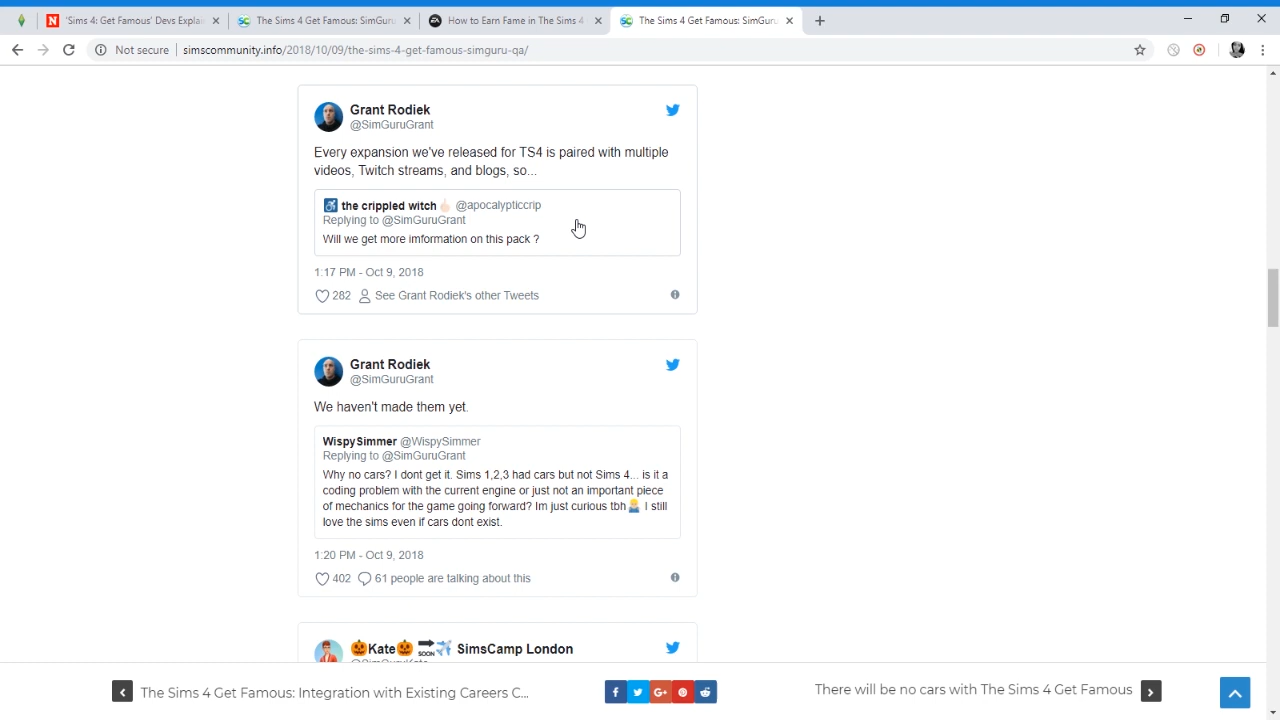 'Sims 4: Get Famous' Devs Explai
The Sims 4 Get Famous: SimGuru
How to Earn Fame in The Sims 4
The Sims 4 Get Famous: SimGuru
Not secure
simscommunity.info/2018/10/09/the-sims-4-get-famous-simguru-qa/
Grant Rodiek
@SimGuruGrant
Every expansion we've released for TS4 is paired with multiple
videos, Twitch streams, and blogs, so...
the crippled witch @apocalypticcrip
Replying to @SimGuruGrant
Will we get more imformation on this pack ?
1:17 PM - Oct 9, 2018
282 See Grant Rodiek's other Tweets
Grant Rodiek
@SimGuruGrant
We haven't made them yet.
WispySimmer @WispySimmer
Replying to @SimGuruGrant
Why no cars? I dont get it. Sims 1,2,3 had cars but not Sims 4... is it a
coding problem with the current engine or just not an important piece
of mechanics for the game going forward? Im just curious tbh I still
love the sims even if cars dont exist.
1:20 PM - Oct 9, 2018
402 61 people are talking about this
Kate SOON SimsCamp London
The Sims 4 Get Famous: Integration with Existing Careers C...
There will be no cars with The Sims 4 Get Famous